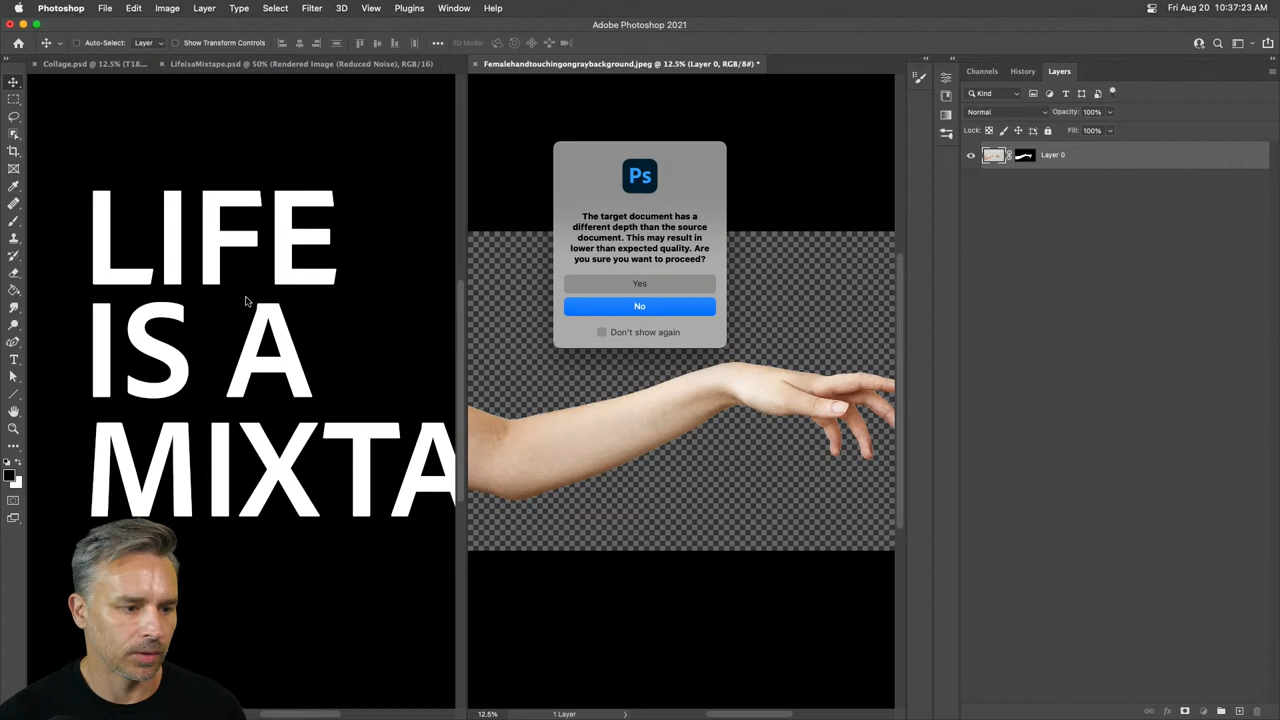 Photoshop File Edit Image Layer Type Select Filter 3D View Plugins Window Help
Fri Aug 20 10:37:23 AM
Adobe Photoshop 2021
Auto-Select: Layer Show Transform Controls 3D Mode:
Collage.psd @ 12.5% (T18....
LifeisaMixtape.psd @ 50% (Rendered Image (Reduced Noise), RGB/16)
Femalehandtouchingongraybackground.jpeg @ 12.5% (Layer 0, RGB/8#) *
Channels History Layers
Kind
Normal Opacity: 100%
Lock: Fill: 100%
Layer 0
Ps
The target document has a
different depth than the source
document. This may result in
lower than expected quality. Are
you sure you want to proceed?
Yes
No
Don't show again
LIFE
IS A
MIXTA
12.5% 1 Layer